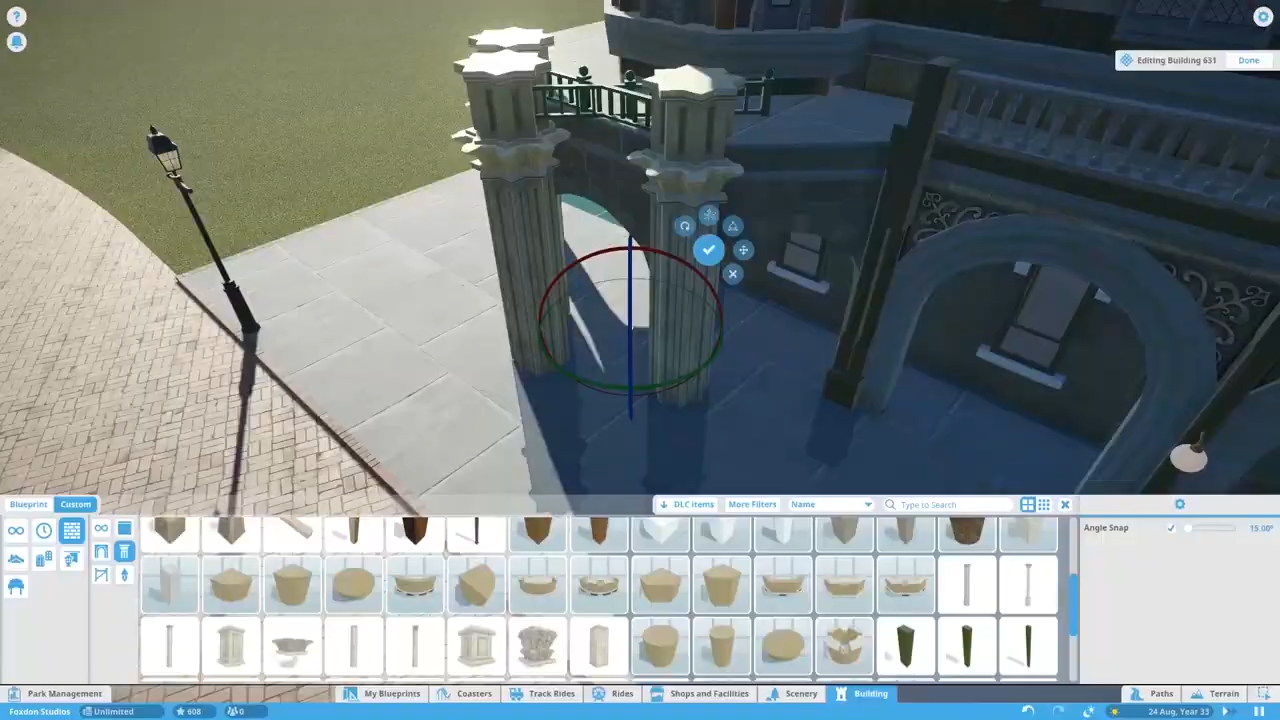 ?
Editing Building 631 Done
Blueprint Custom
DLC Items More Filters Name Type to Search
Angle Snap 15.00°
Park Management My Blueprints Coasters Track Rides Rides Shops and Facilities Scenery Building Paths Terrain
Foxdon Studios Unlimited 608 0 24 Aug, Year 33